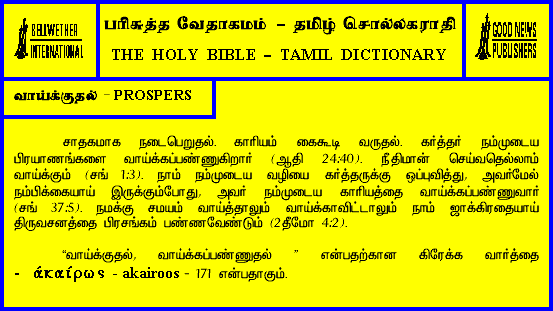 BELLWETHER
INTERNATIONAL
பரிசுத்த வேதாகமம் – தமிழ் சொல்லகராதி
THE HOLY BIBLE – TAMIL DICTIONARY
GOOD NEWS
PUBLISHERS
வாய்க்குதல் - PROSPERS
சாதகமாக நடைபெறுதல். காரியம் கைகூடி வருதல். கர்த்தர் நம்முடைய
பிரயாணங்களை வாய்க்கப்பண்ணுகிறார் (ஆதி 24:40). நீதிமான் செய்வதெல்லாம்
வாய்க்கும் (சங் 1:3). நாம் நம்முடைய வழியை கர்த்தருக்கு ஒப்புவித்து, அவர்மேல்
நம்பிக்கையாய் இருக்கும்போது, அவர் நம்முடைய காரியத்தை வாய்க்கப்பண்ணுவார்
(சங் 37:5). நமக்கு சமயம் வாய்த்தாலும் வாய்க்காவிட்டாலும் நாம் ஜாக்கிரதையாய்
திருவசனத்தை பிரசங்கம் பண்ணவேண்டும் (2தீமோ 4:2).
“வாய்க்குதல், வாய்க்கப்பண்ணுதல் ” என்பதற்கான கிரேக்க வார்த்தை
- ἀκαίρως - akairoos - 171 என்பதாகும்.